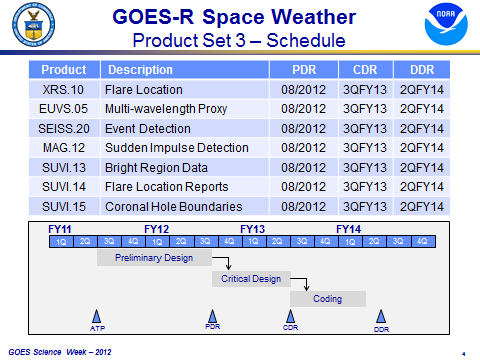 GOES-R Space Weather
Product Set 3 – Schedule
NOAA
Product Description PDR CDR DDR
XRS.10 Flare Location 08/2012 3QFY13 2QFY14
EUVS.05 Multi-wavelength Proxy 08/2012 3QFY13 2QFY14
SEISS.20 Event Detection 08/2012 3QFY13 2QFY14
MAG.12 Sudden Impulse Detection 08/2012 3QFY13 2QFY14
SUVI.13 Bright Region Data 08/2012 3QFY13 2QFY14
SUVI.14 Flare Location Reports 08/2012 3QFY13 2QFY14
SUVI.15 Coronal Hole Boundaries 08/2012 3QFY13 2QFY14
FY11 FY12 FY13 FY14
1Q 2Q 3Q 4Q 1Q 2Q 3Q 4Q 1Q 2Q 3Q 4Q 1Q 2Q 3Q 4Q
Preliminary Design
Critical Design
Coding
ATP PDR CDR DDR
GOES Science Week – 2012
4